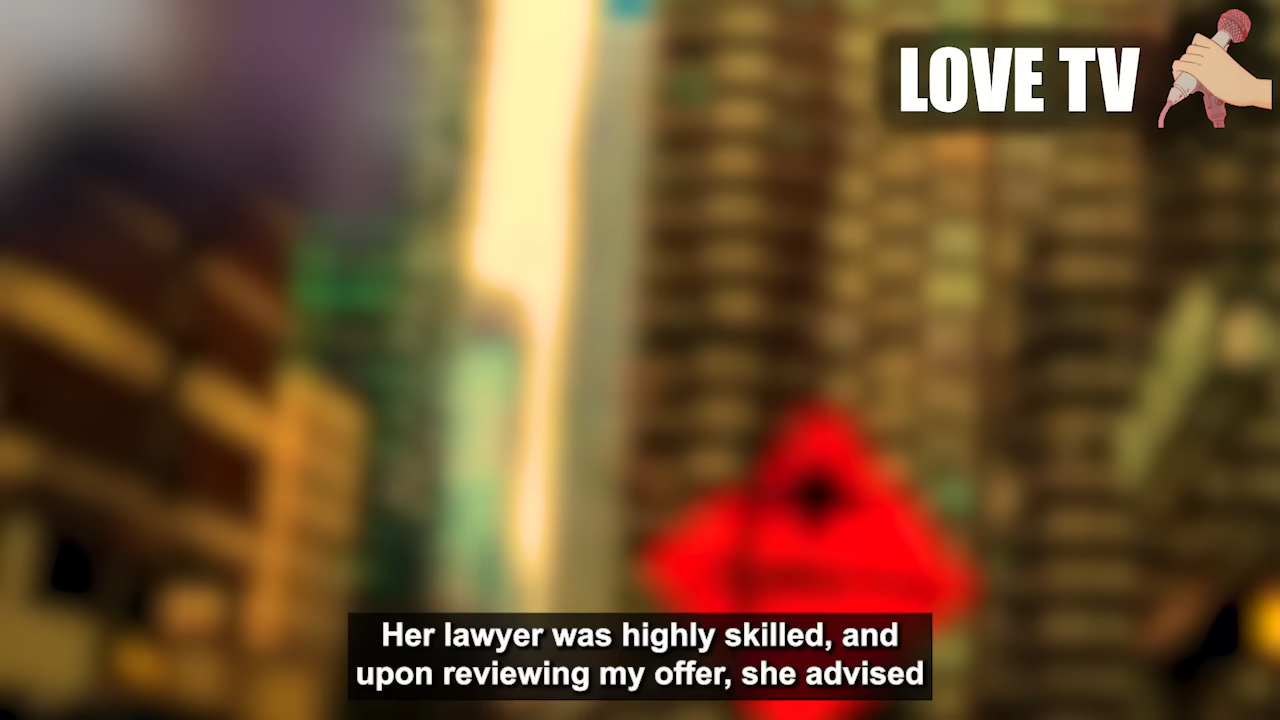 LOVE TV
Her lawyer was highly skilled, and
upon reviewing my offer, she advised